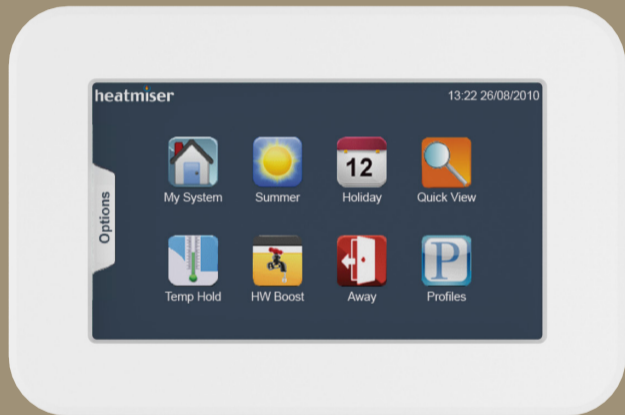 heatmiser
13:22 26/08/2010
12
My System
Summer
Holiday
Quick View
Options
P
Temp Hold
HW Boost
Away
Profiles